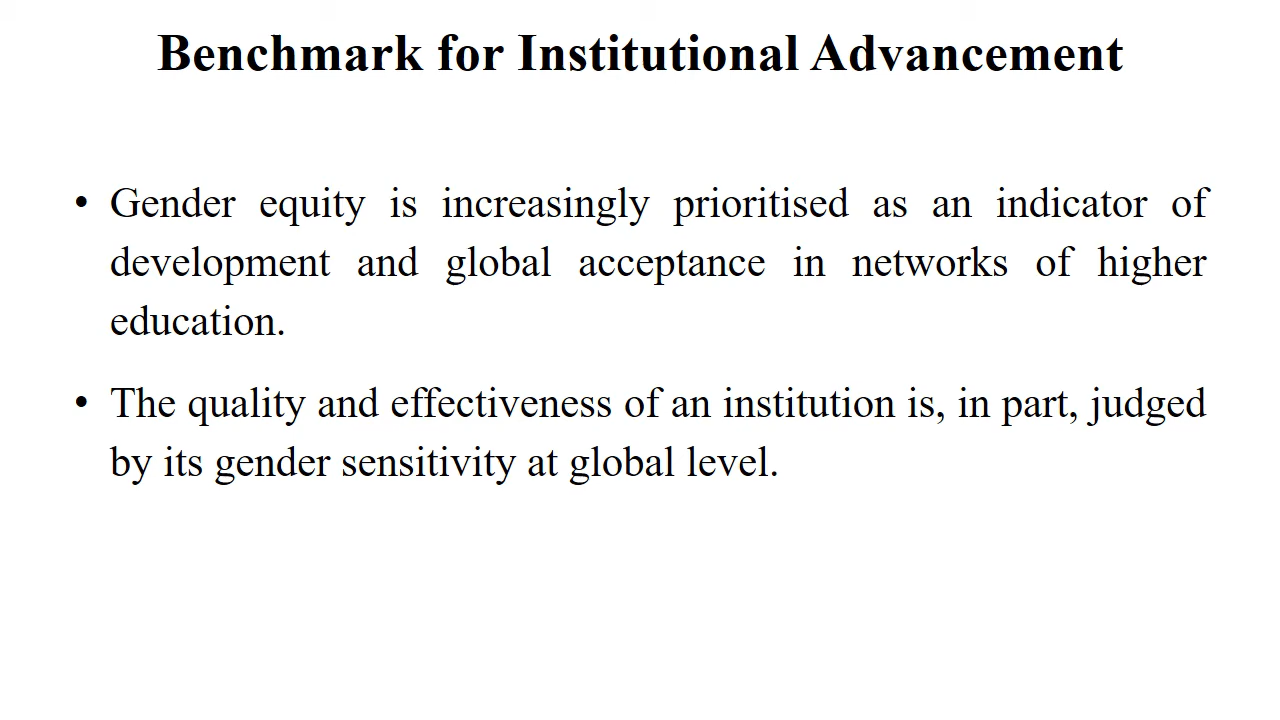 Benchmark for Institutional Advancement
• Gender equity is increasingly prioritised as an indicator of
development and global acceptance in networks of higher
education.
• The quality and effectiveness of an institution is, in part, judged
by its gender sensitivity at global level.